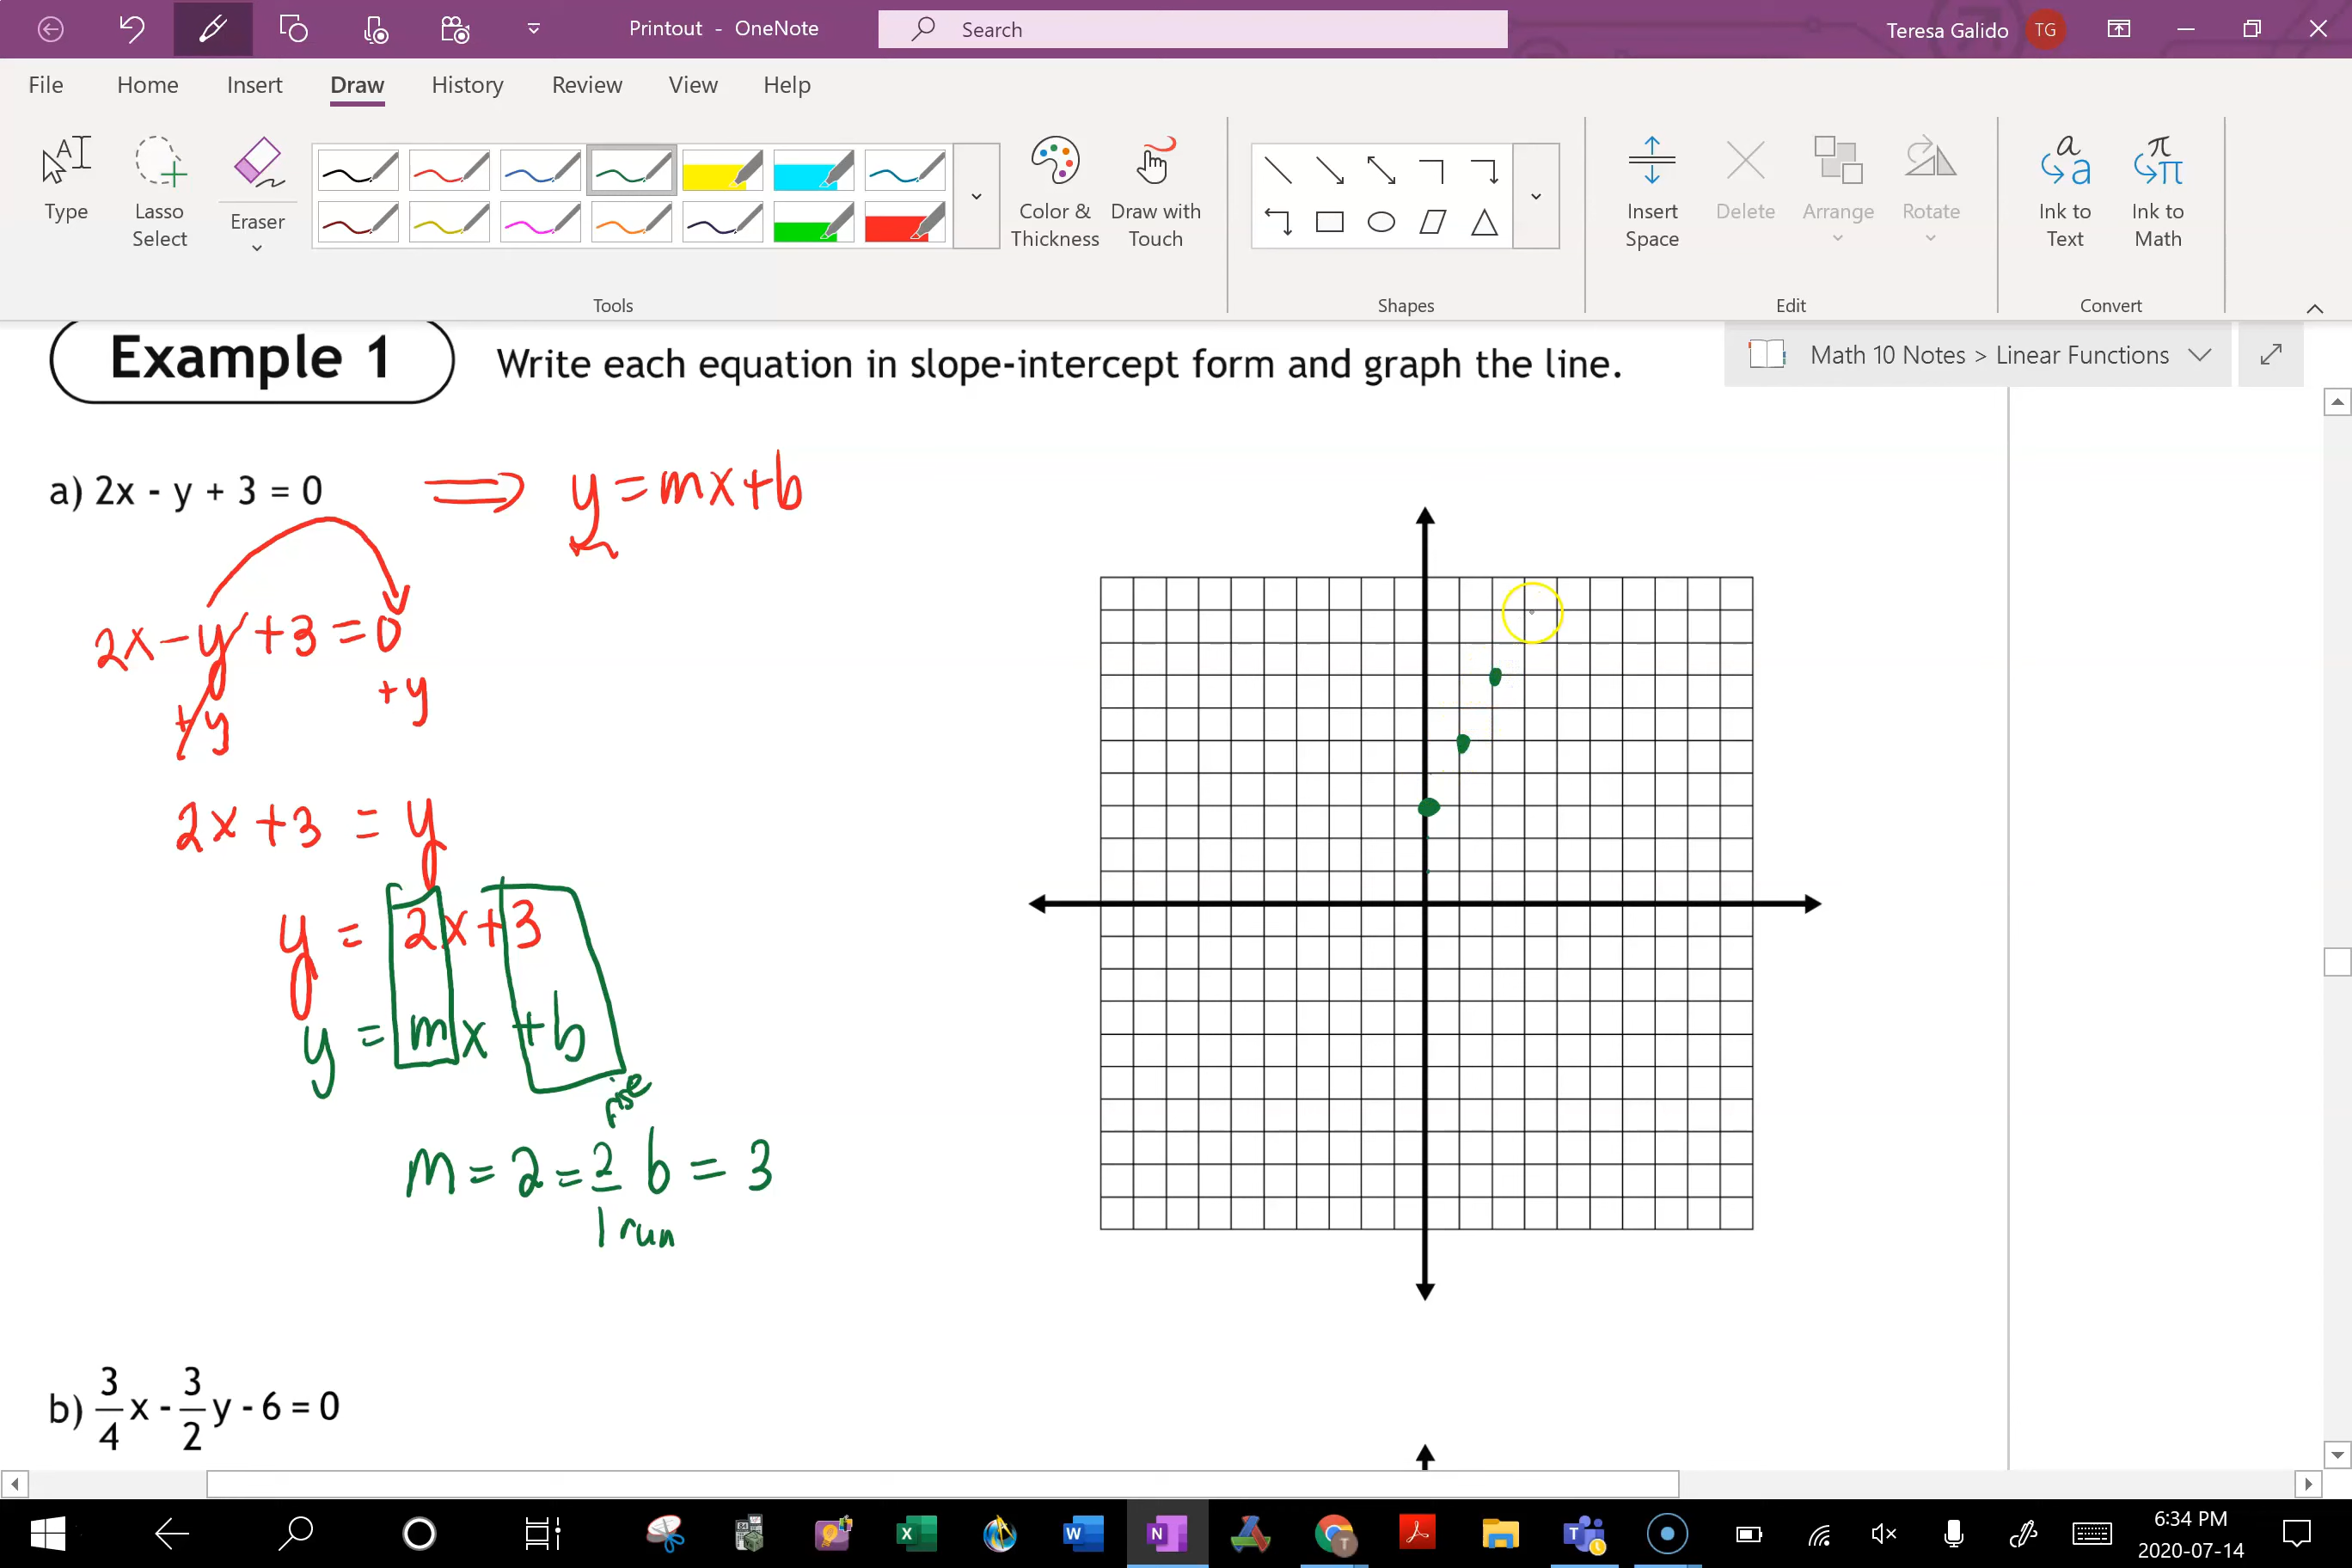 Printout - OneNote
Search
Teresa Galido
TG
File Home Insert Draw History Review View Help
Type
Lasso Select
Eraser
Color & Thickness
Draw with Touch
Insert Space
Delete
Arrange
Rotate
Ink to Text
Ink to Math
Tools
Shapes
Edit
Convert
Example 1 Write each equation in slope-intercept form and graph the line.
Math 10 Notes > Linear Functions
a) 2x - y + 3 = 0 ⟹ y = mx+b
2x - y + 3 = 0
+y +y
2x + 3 = y
y = 2x + 3
y = mx + b
rise
m = 2 = 2/1 b = 3
run
b) 3/4 x - 3/2 y - 6 = 0
6:34 PM
2020-07-14